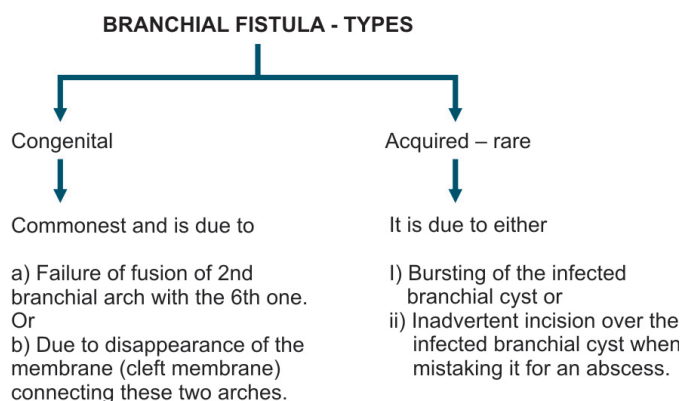 BRANCHIAL FISTULA - TYPES
Congenital
Commonest and is due to
a) Failure of fusion of 2nd
branchial arch with the 6th one.
Or
b) Due to disappearance of the
membrane (cleft membrane)
connecting these two arches.
Acquired – rare
It is due to either
I) Bursting of the infected
branchial cyst or
ii) Inadvertent incision over the
infected branchial cyst when
mistaking it for an abscess.